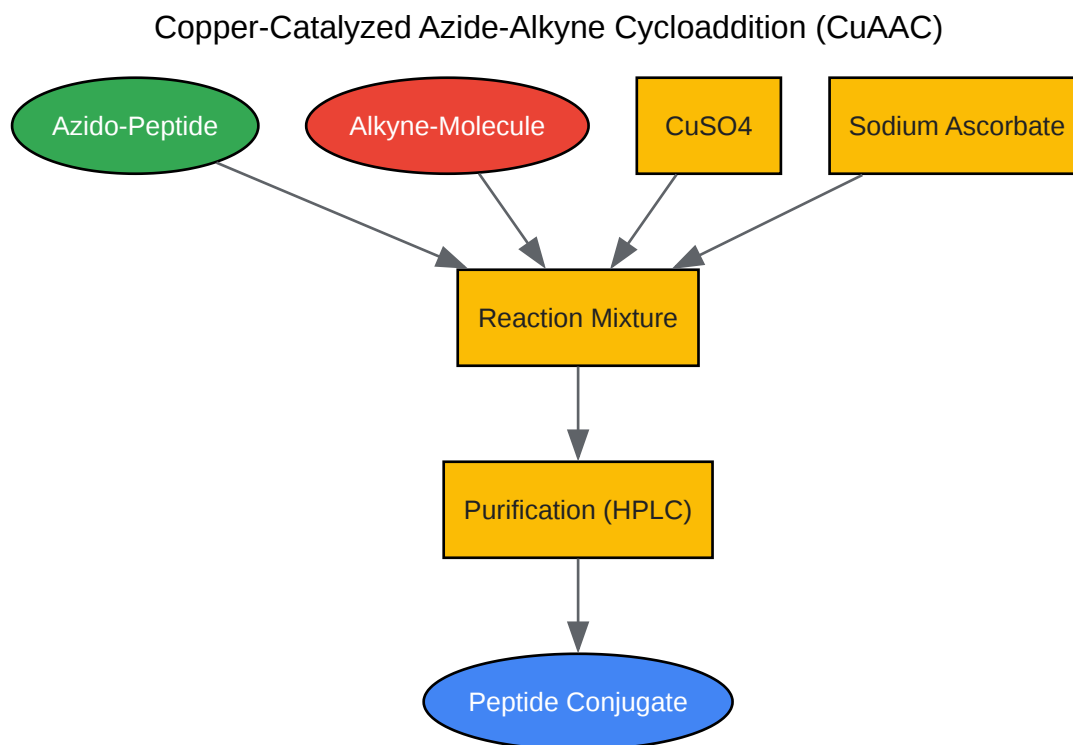 Copper-Catalyzed Azide-Alkyne Cycloaddition (CuAAC)
Azido-Peptide
Alkyne-Molecule
CuSO4
Sodium Ascorbate
Reaction Mixture
Purification (HPLC)
Peptide Conjugate